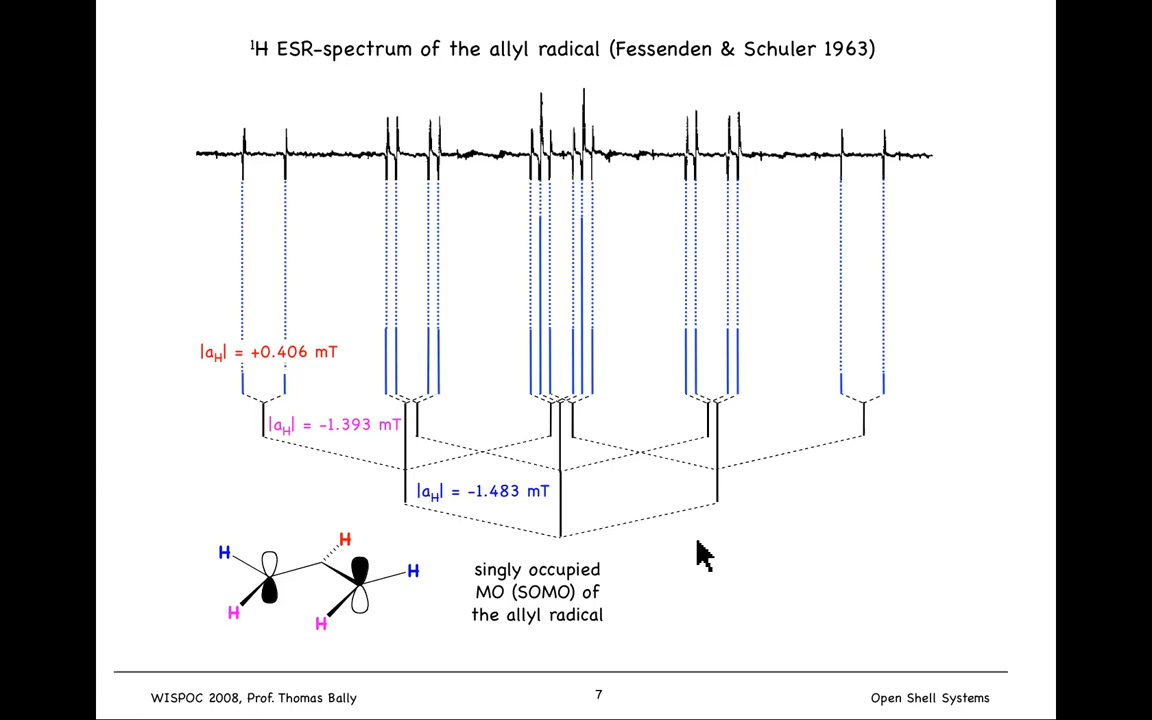 ¹H ESR-spectrum of the allyl radical (Fessenden & Schuler 1963)
|aH| = +0.406 mT
|aH| = -1.393 mT
|aH| = -1.483 mT
H
H
H
H
H
singly occupied
MO (SOMO) of
the allyl radical
WISPOC 2008, Prof. Thomas Bally
7
Open Shell Systems